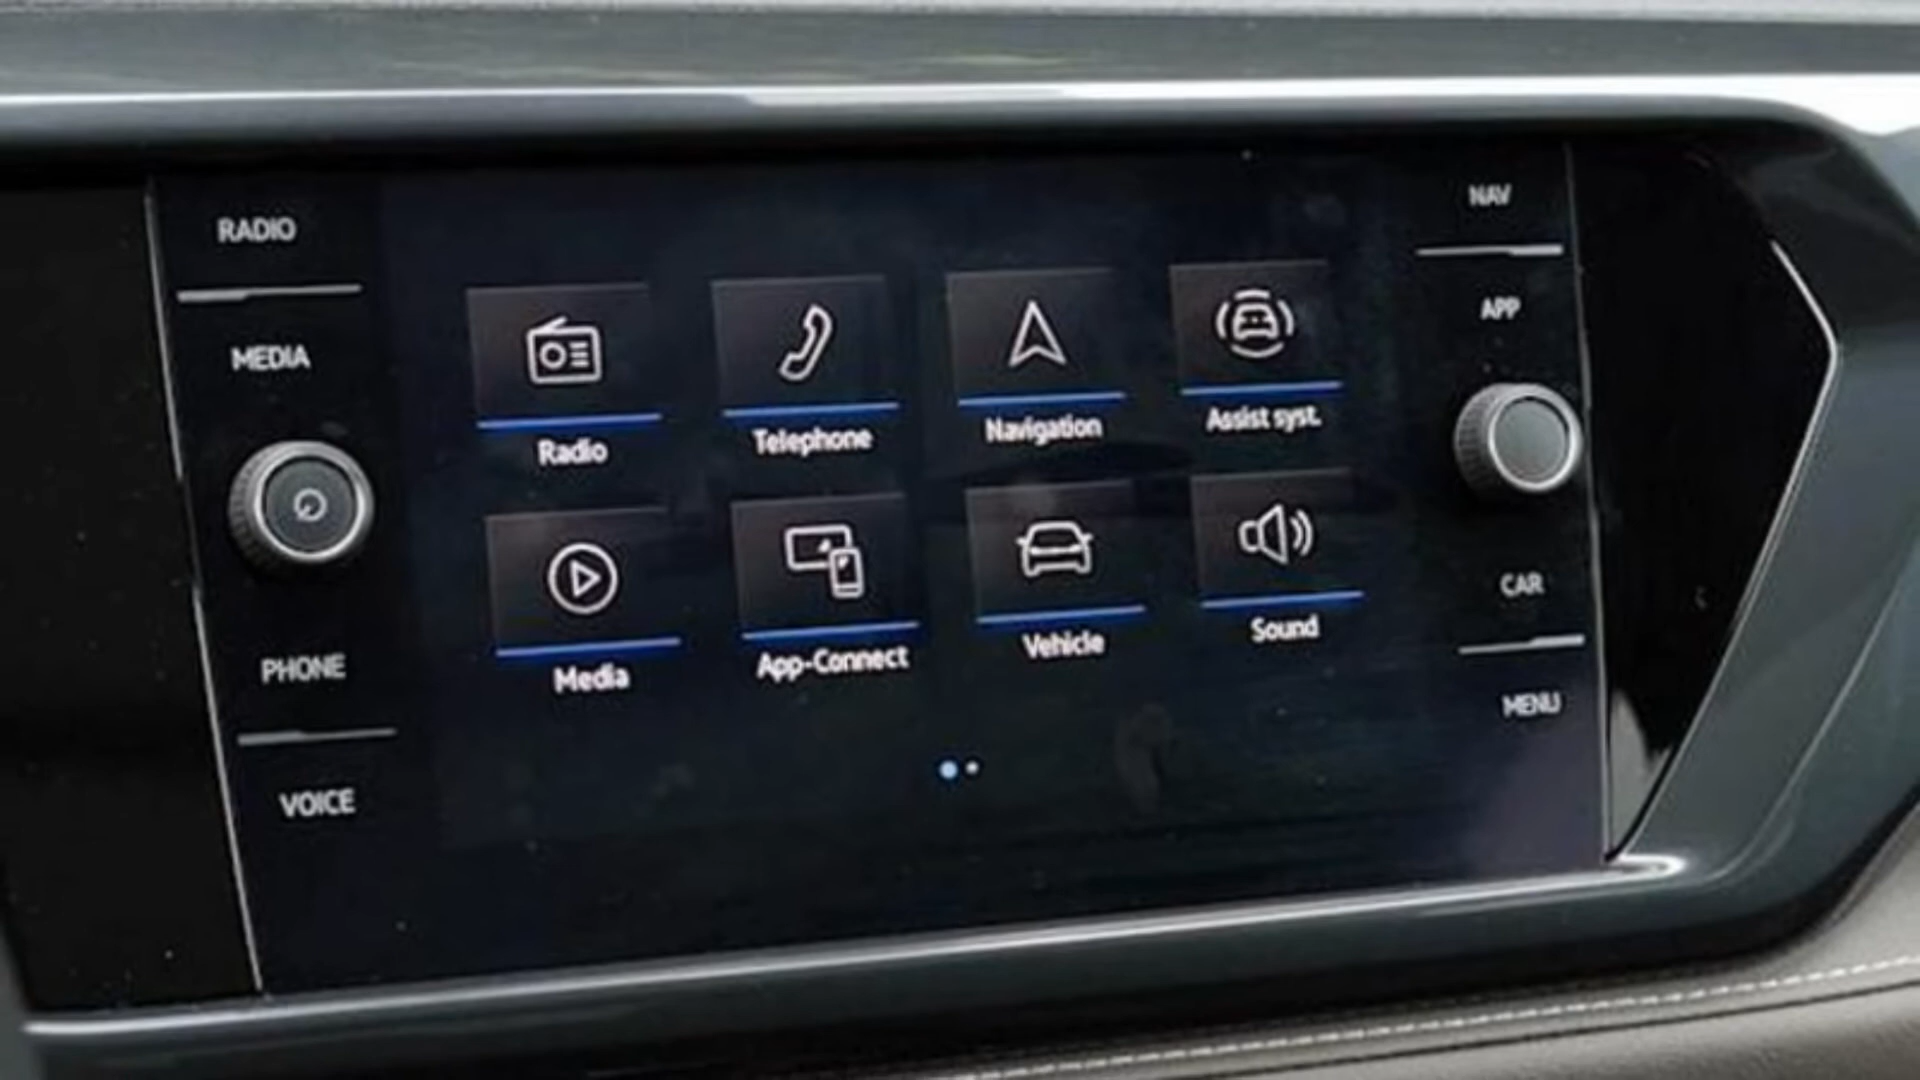 RADIO
MEDIA
PHONE
VOICE
Radio
Telephone
Navigation
Assist syst.
Media
App-Connect
Vehicle
Sound
NAV
APP
CAR
MENU